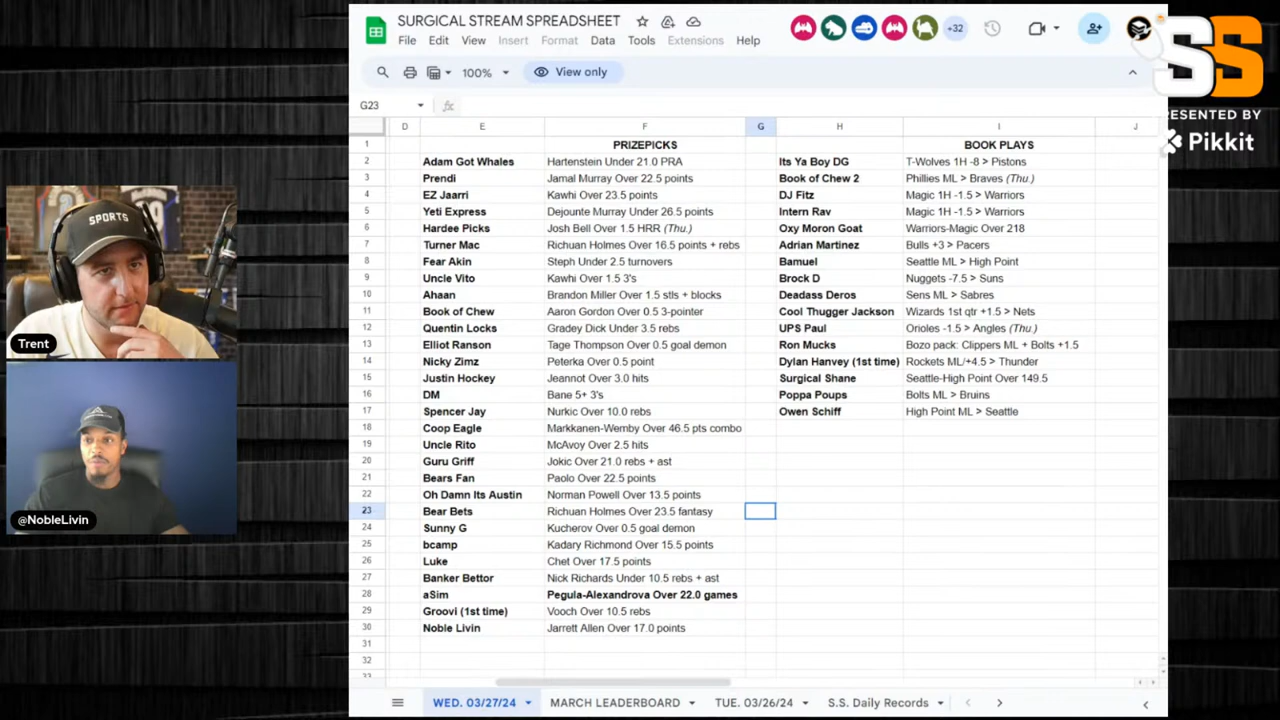 SURGICAL STREAM SPREADSHEET
File Edit View Insert Format Data Tools Extensions Help
+32
100%
View only
G23
fx
D E F G H I J
1 PRIZEPICKS BOOK PLAYS
2 Adam Got Whales Hartenstein Under 21.0 PRA Its Ya Boy DG T-Wolves 1H -8 > Pistons
3 Prendi Jamal Murray Over 22.5 points Book of Chew 2 Phillies ML > Braves (Thu.)
4 EZ Jaarri Kawhi Over 23.5 points DJ Fitz Magic 1H -1.5 > Warriors
5 Yeti Express Dejounte Murray Under 26.5 points Intern Rav Magic 1H -1.5 > Warriors
6 Hardee Picks Josh Bell Over 1.5 HRR (Thu.) Oxy Moron Goat Warriors-Magic Over 218
7 Turner Mac Richuan Holmes Over 16.5 points + rebs Adrian Martinez Bulls +3 > Pacers
8 Fear Akin Steph Under 2.5 turnovers Bamuel Seattle ML > High Point
9 Uncle Vito Kawhi Over 1.5 3's Brock D Nuggets -7.5 > Suns
10 Ahaan Brandon Miller Over 1.5 stls + blocks Deadass Deros Sens ML > Sabres
11 Book of Chew Aaron Gordon Over 0.5 3-pointer Cool Thugger Jackson Wizards 1st qtr +1.5 > Nets
12 Quentin Locks Gradey Dick Under 3.5 rebs UPS Paul Orioles -1.5 > Angles (Thu.)
13 Elliot Ranson Tage Thompson Over 0.5 goal demon Ron Mucks Bozo pack: Clippers ML + Bolts +1.5
14 Nicky Zimz Peterka Over 0.5 point Dylan Hanvey (1st time) Rockets ML/+4.5 > Thunder
15 Justin Hockey Jeannot Over 3.0 hits Surgical Shane Seattle-High Point Over 149.5
16 DM Bane 5+ 3's Poppa Poups Bolts ML > Bruins
17 Spencer Jay Nurkic Over 10.0 rebs Owen Schiff High Point ML > Seattle
18 Coop Eagle Markkanen-Wemby Over 46.5 pts combo
19 Uncle Rito McAvoy Over 2.5 hits
20 Guru Griff Jokic Over 21.0 rebs + ast
21 Bears Fan Paolo Over 22.5 points
22 Oh Damn Its Austin Norman Powell Over 13.5 points
23 Bear Bets Richuan Holmes Over 23.5 fantasy
24 Sunny G Kucherov Over 0.5 goal demon
25 bcamp Kadary Richmond Over 15.5 points
26 Luke Chet Over 17.5 points
27 Banker Bettor Nick Richards Under 10.5 rebs + ast
28 aSim Pegula-Alexandrova Over 22.0 games
29 Groovi (1st time) Vooch Over 10.5 rebs
30 Noble Livin Jarrett Allen Over 17.0 points
31
32
33
WED. 03/27/24 MARCH LEADERBOARD TUE. 03/26/24 S.S. Daily Records
SPORTS
Trent
@NobleLivin
SS
PRESENTED BY
Pikkit